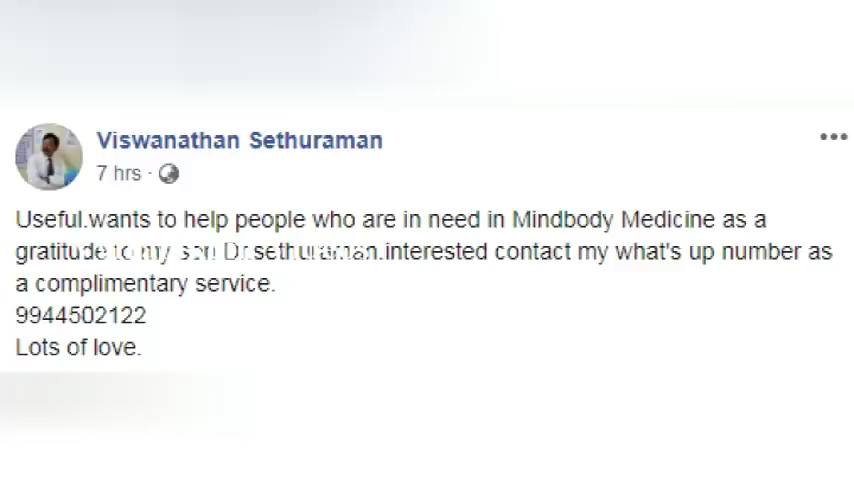 Viswanathan Sethuraman
7 hrs ·
Useful.wants to help people who are in need in Mindbody Medicine as a
gratitude to my son Dr.sethuraman.interested contact my what's up number as
a complimentary service.
9944502122
Lots of love.